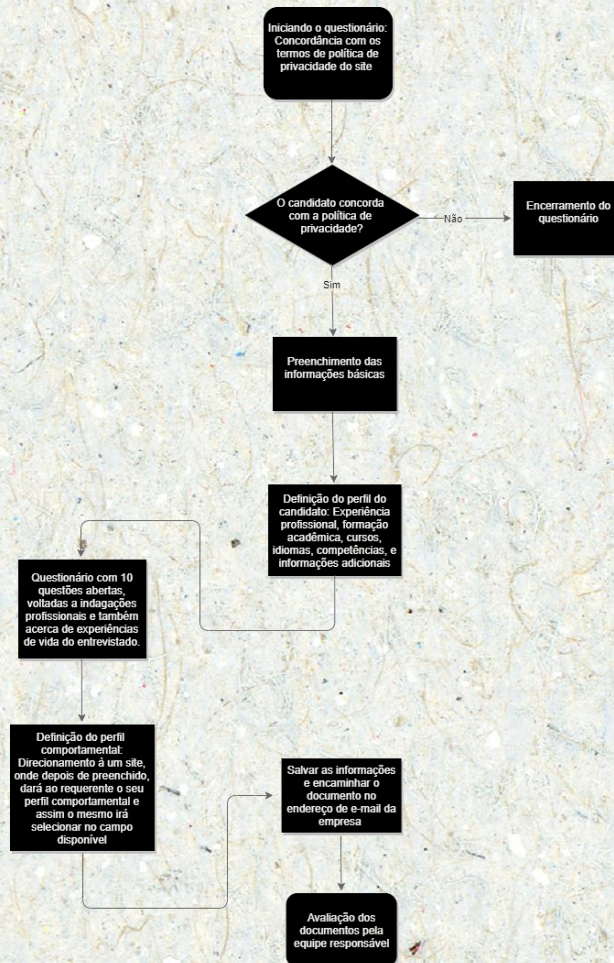 Iniciando o questionário:
Concordância com os
termos de política de
privacidade do site
O candidato concorda
com a política de
privacidade?
Não
Encerramento do
questionário
Sim
Preenchimento das
informações básicas
Definição do perfil do
candidato: Experiência
profissional, formação
acadêmica, cursos,
idiomas, competências, e
informações adicionais
Questionário com 10
questões abertas,
voltadas a indagações
profissionais e também
acerca de experiências
de vida do entrevistado.
Definição do perfil
comportamental:
Direcionamento à um site,
onde depois de preenchido,
dará ao requerente o seu
perfil comportamental e
assim o mesmo irá
selecionar no campo
disponível
Salvar as informações
e encaminhar o
documento no
endereço de e-mail da
empresa
Avaliação dos
documentos pela
equipe responsável